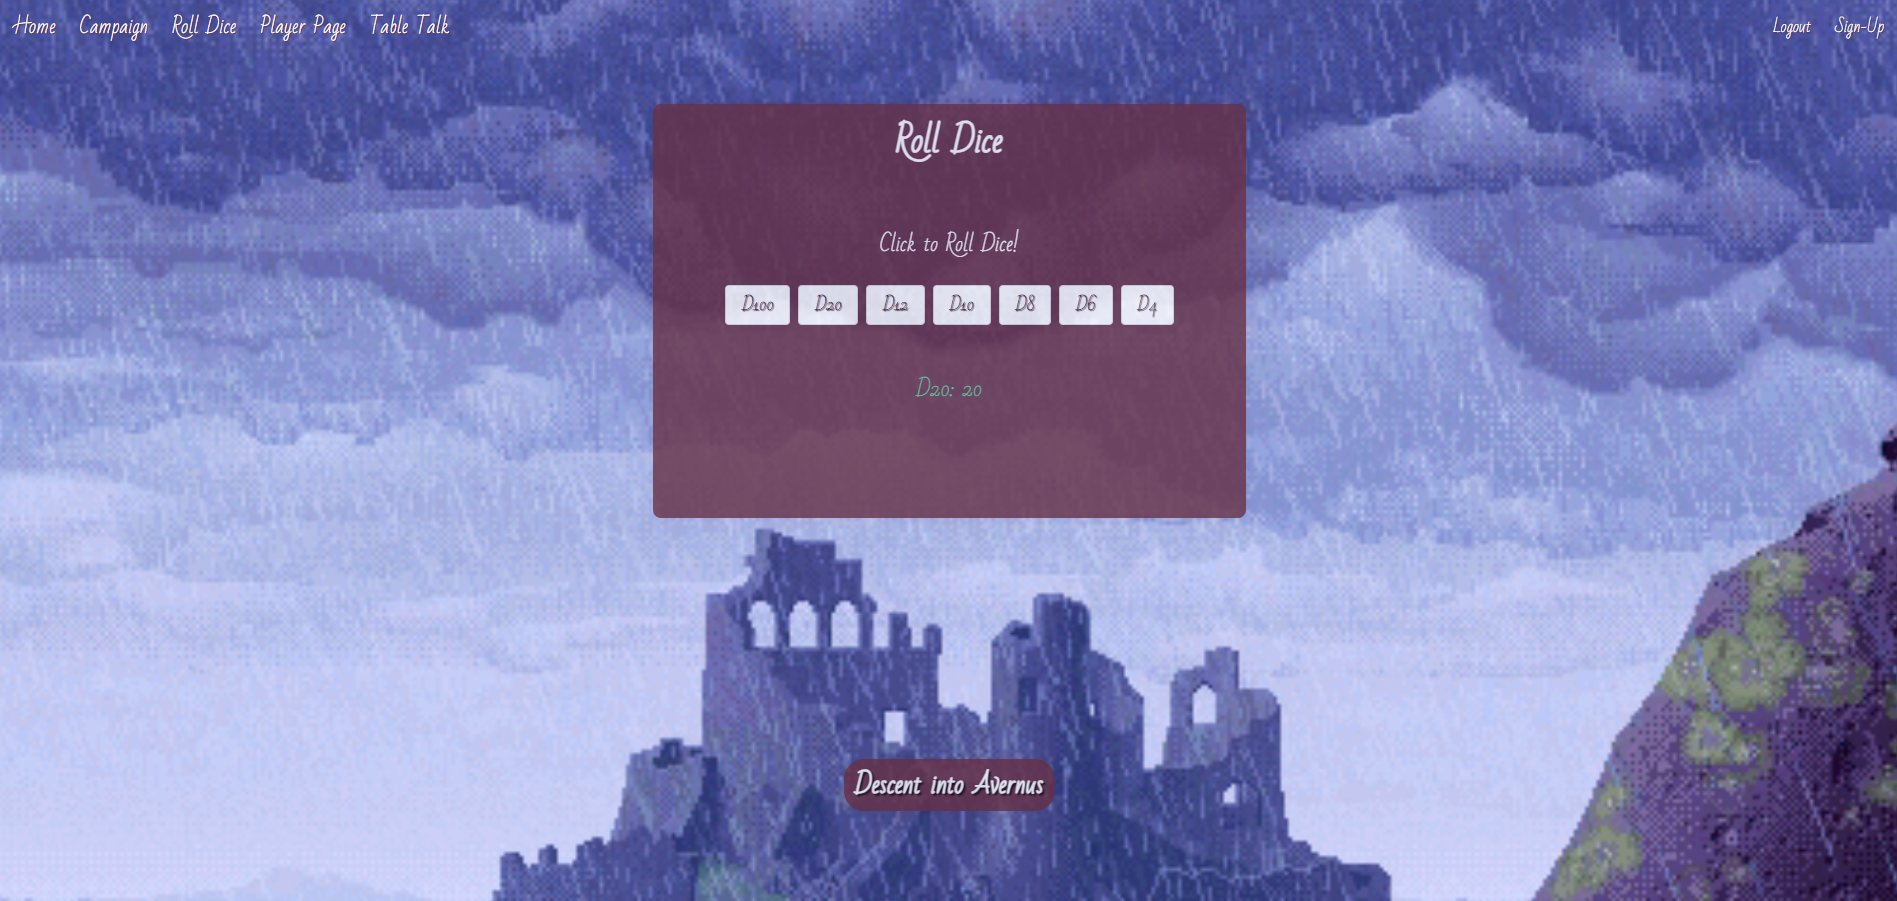 Home Campaign Roll Dice Player Page Table Talk Logout Sign-Up
Roll Dice
Click to Roll Dice!
D100 D20 D12 D10 D8 D6 D4
D20: 20
Descent into Avernus